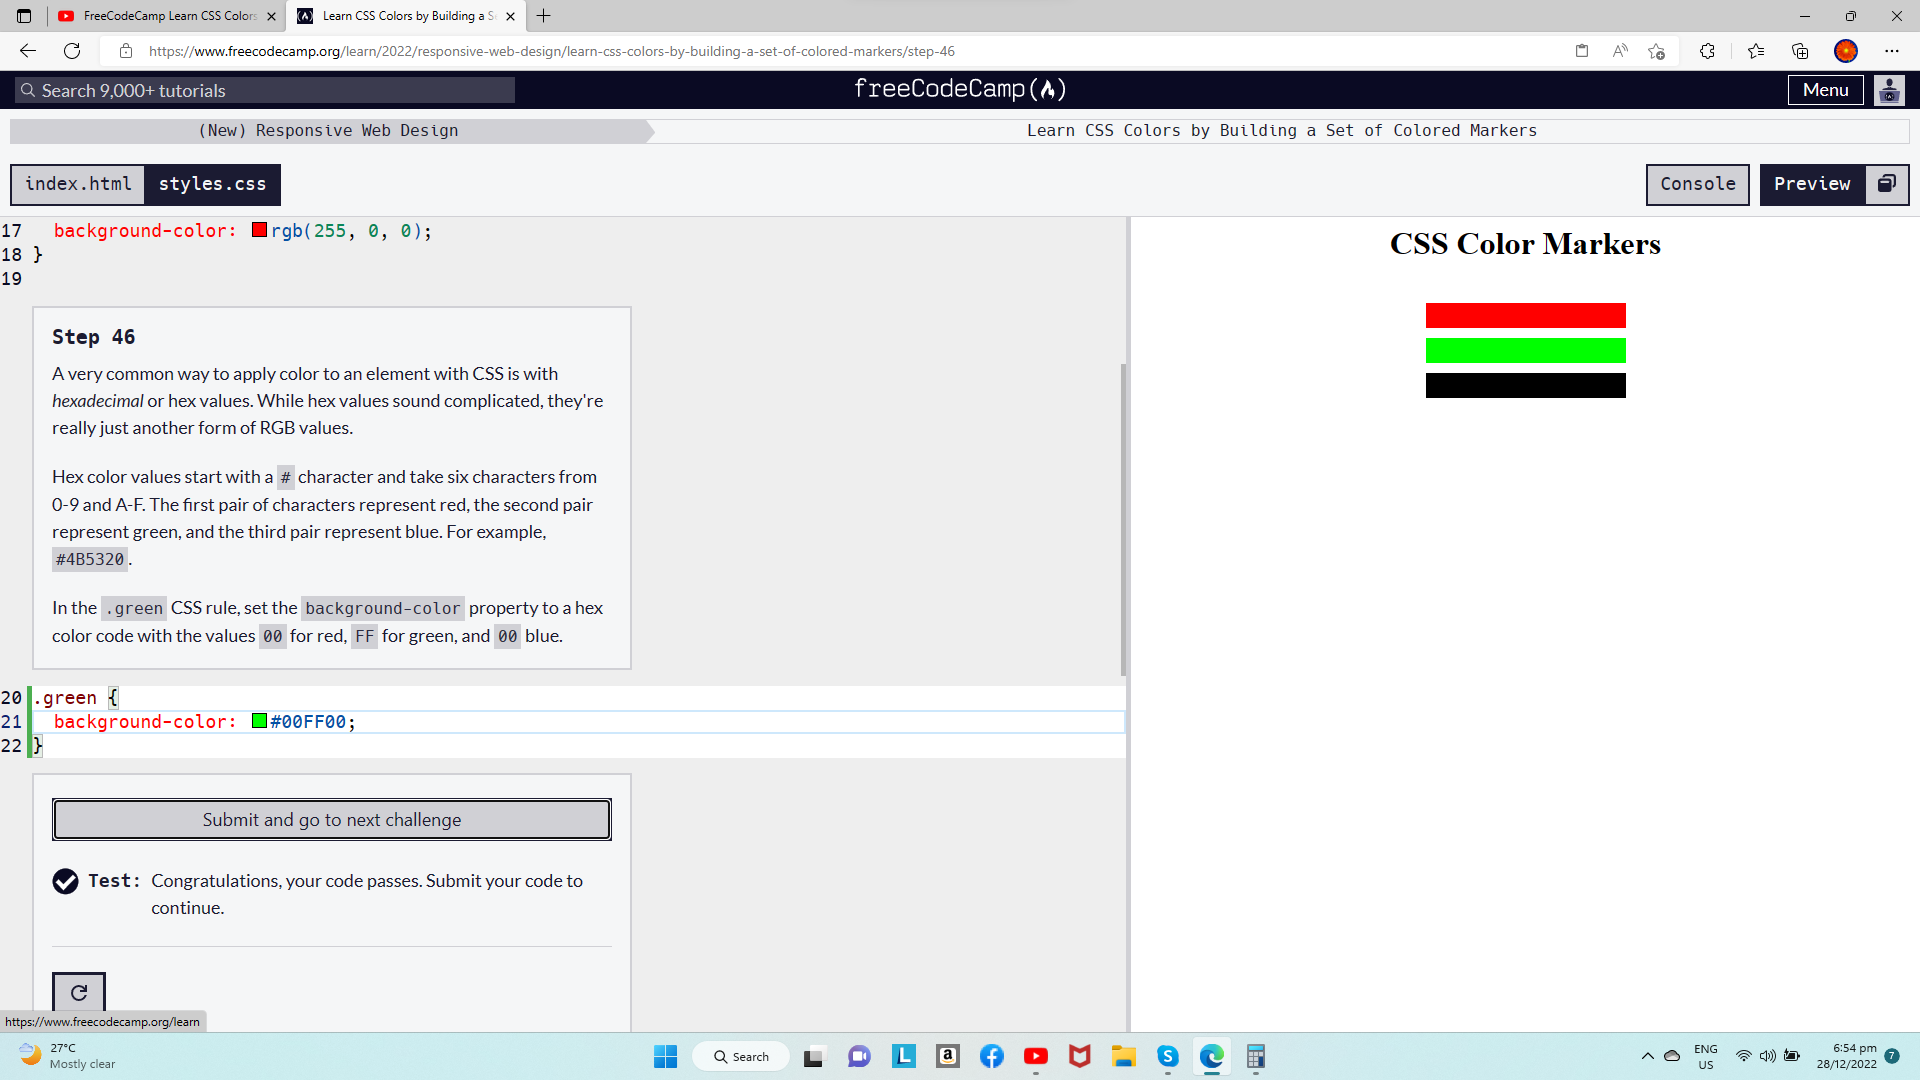 FreeCodeCamp Learn CSS Colors
Learn CSS Colors by Building a Se
https://www.freecodecamp.org/learn/2022/responsive-web-design/learn-css-colors-by-building-a-set-of-colored-markers/step-46
Search 9,000+ tutorials
freeCodeCamp
Menu
(New) Responsive Web Design
Learn CSS Colors by Building a Set of Colored Markers
index.html
styles.css
Console
Preview
17 background-color: rgb(255, 0, 0);
18 }
19
Step 46
A very common way to apply color to an element with CSS is with
hexadecimal or hex values. While hex values sound complicated, they're
really just another form of RGB values.
Hex color values start with a # character and take six characters from
0-9 and A-F. The first pair of characters represent red, the second pair
represent green, and the third pair represent blue. For example,
#4B5320.
In the .green CSS rule, set the background-color property to a hex
color code with the values 00 for red, FF for green, and 00 blue.
20 .green {
21 background-color: #00FF00;
22 }
Submit and go to next challenge
Test: Congratulations, your code passes. Submit your code to
continue.
https://www.freecodecamp.org/learn
CSS Color Markers
27°C
Mostly clear
Search
L
a
S
ENG
US
6:54 pm
28/12/2022
7